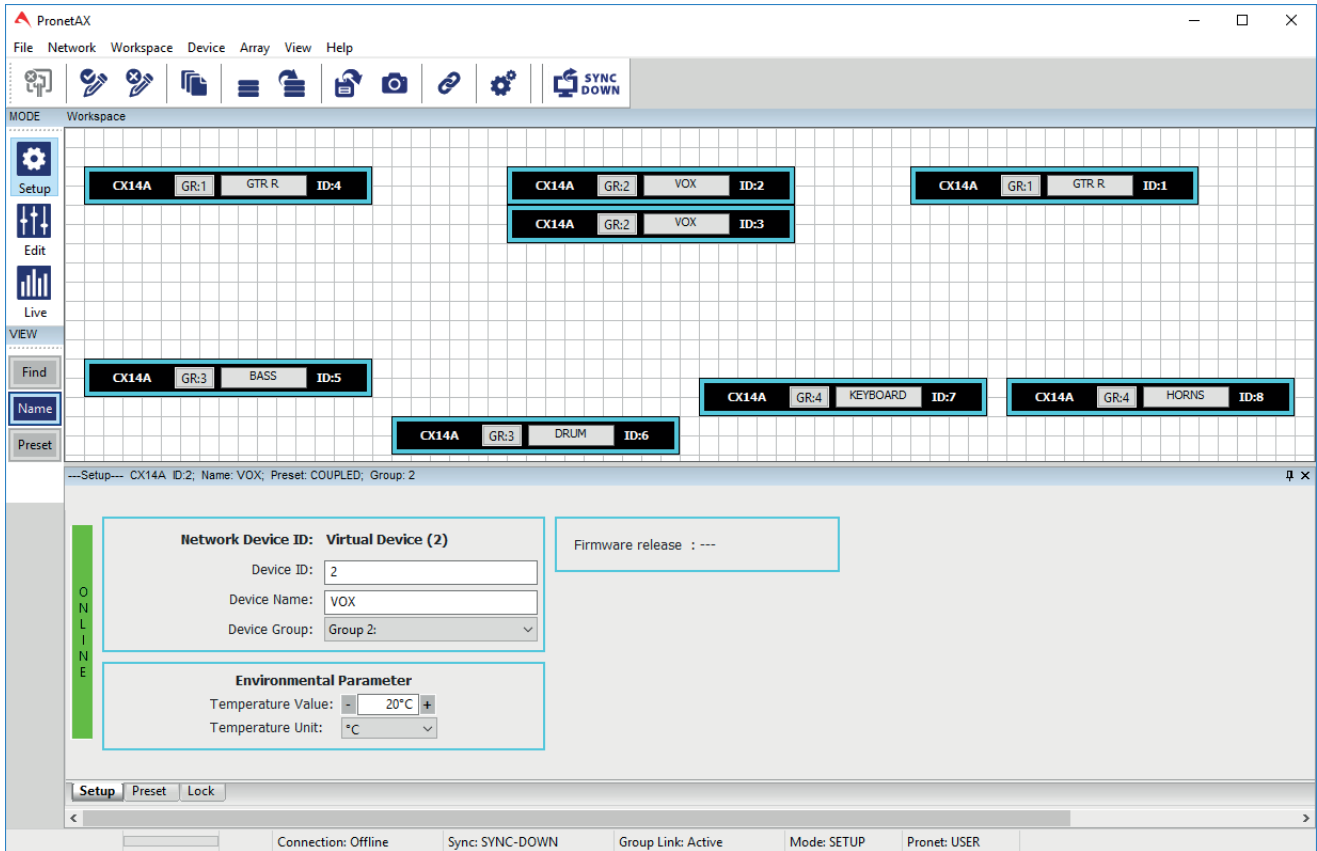 PronetAX
File Network Workspace Device Array View Help
SYNC
DOWN
MODE Workspace
Setup
Edit
Live
VIEW
Find
Name
Preset
CX14A GR:1 GTR R ID:4
CX14A GR:2 VOX ID:2
CX14A GR:1 GTR R ID:1
CX14A GR:2 VOX ID:3
CX14A GR:3 BASS ID:5
CX14A GR:4 KEYBOARD ID:7
CX14A GR:4 HORNS ID:8
CX14A GR:3 DRUM ID:6
---Setup--- CX14A ID:2; Name: VOX; Preset: COUPLED; Group: 2
ONLINE
Network Device ID: Virtual Device (2)
Device ID: 2
Device Name: VOX
Device Group: Group 2:
Firmware release : ---
Environmental Parameter
Temperature Value: - 20°C +
Temperature Unit: °C
Setup Preset Lock
Connection: Offline Sync: SYNC-DOWN Group Link: Active Mode: SETUP Pronet: USER